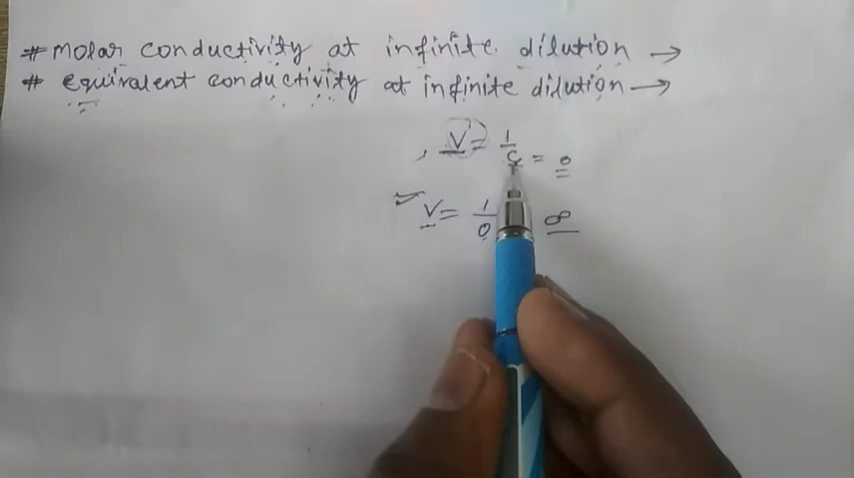 # Molar conductivity at infinite dilution →
# equivalent conductivity at infinite dilution →
, V = 1/C = 0
V = 1/0 ∞